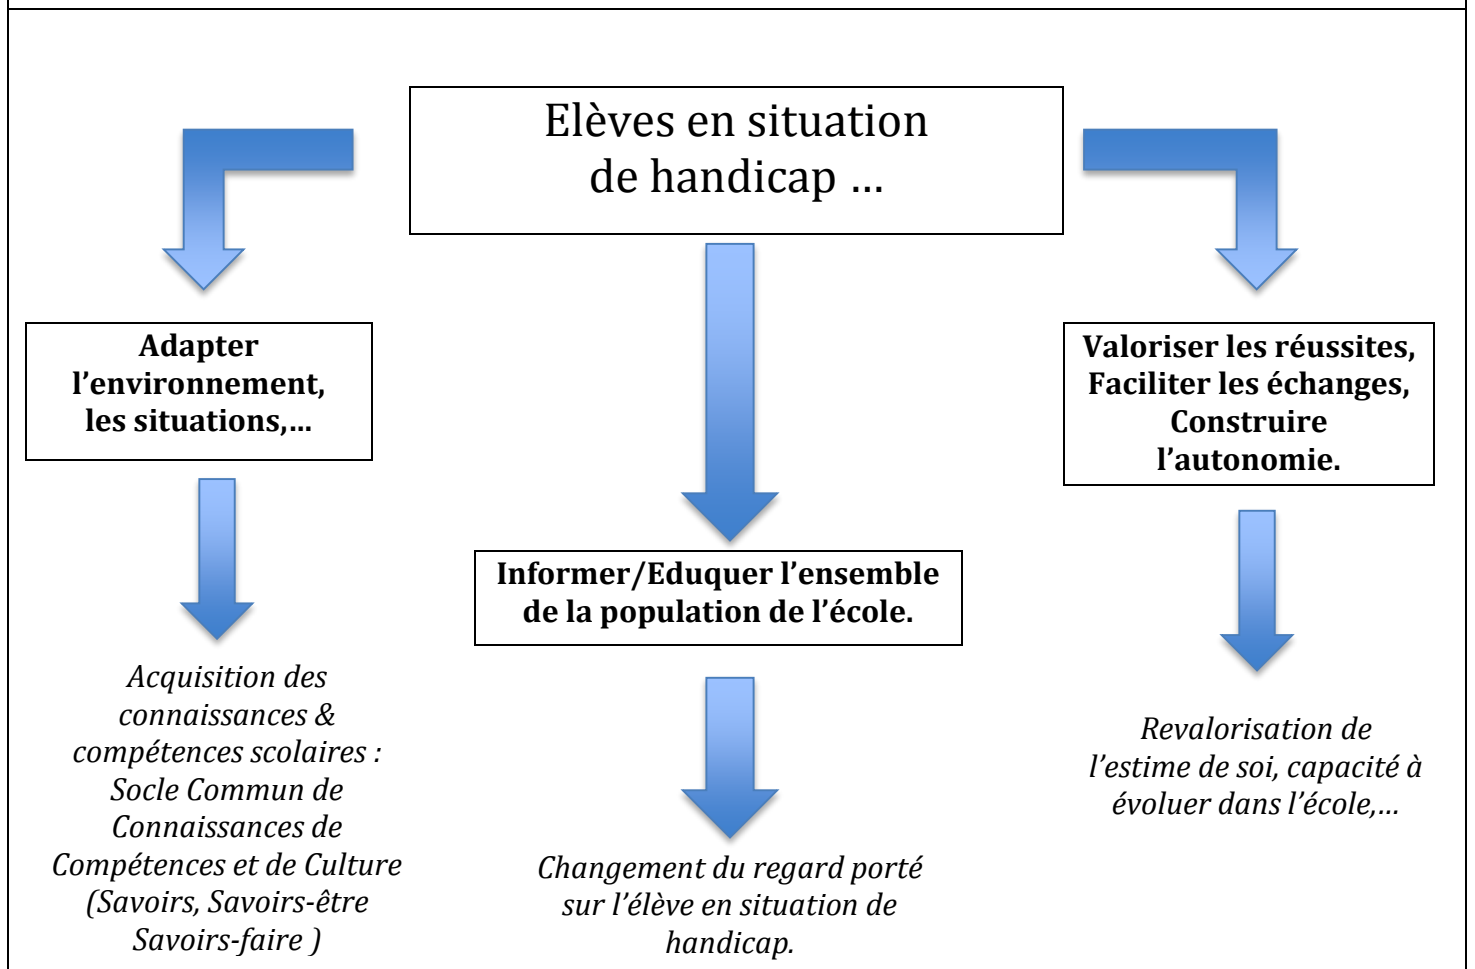 Elèves en situation
de handicap …
Adapter
l’environnement,
les situations,…
Valoriser les réussites,
Faciliter les échanges,
Construire
l’autonomie.
Informer/Eduquer l’ensemble
de la population de l’école.
Acquisition des
connaissances &
compétences scolaires :
Socle Commun de
Connaissances de
Compétences et de Culture
(Savoirs, Savoirs-être
Savoirs-faire )
Changement du regard porté
sur l’élève en situation de
handicap.
Revalorisation de
l’estime de soi, capacité à
évoluer dans l’école,…